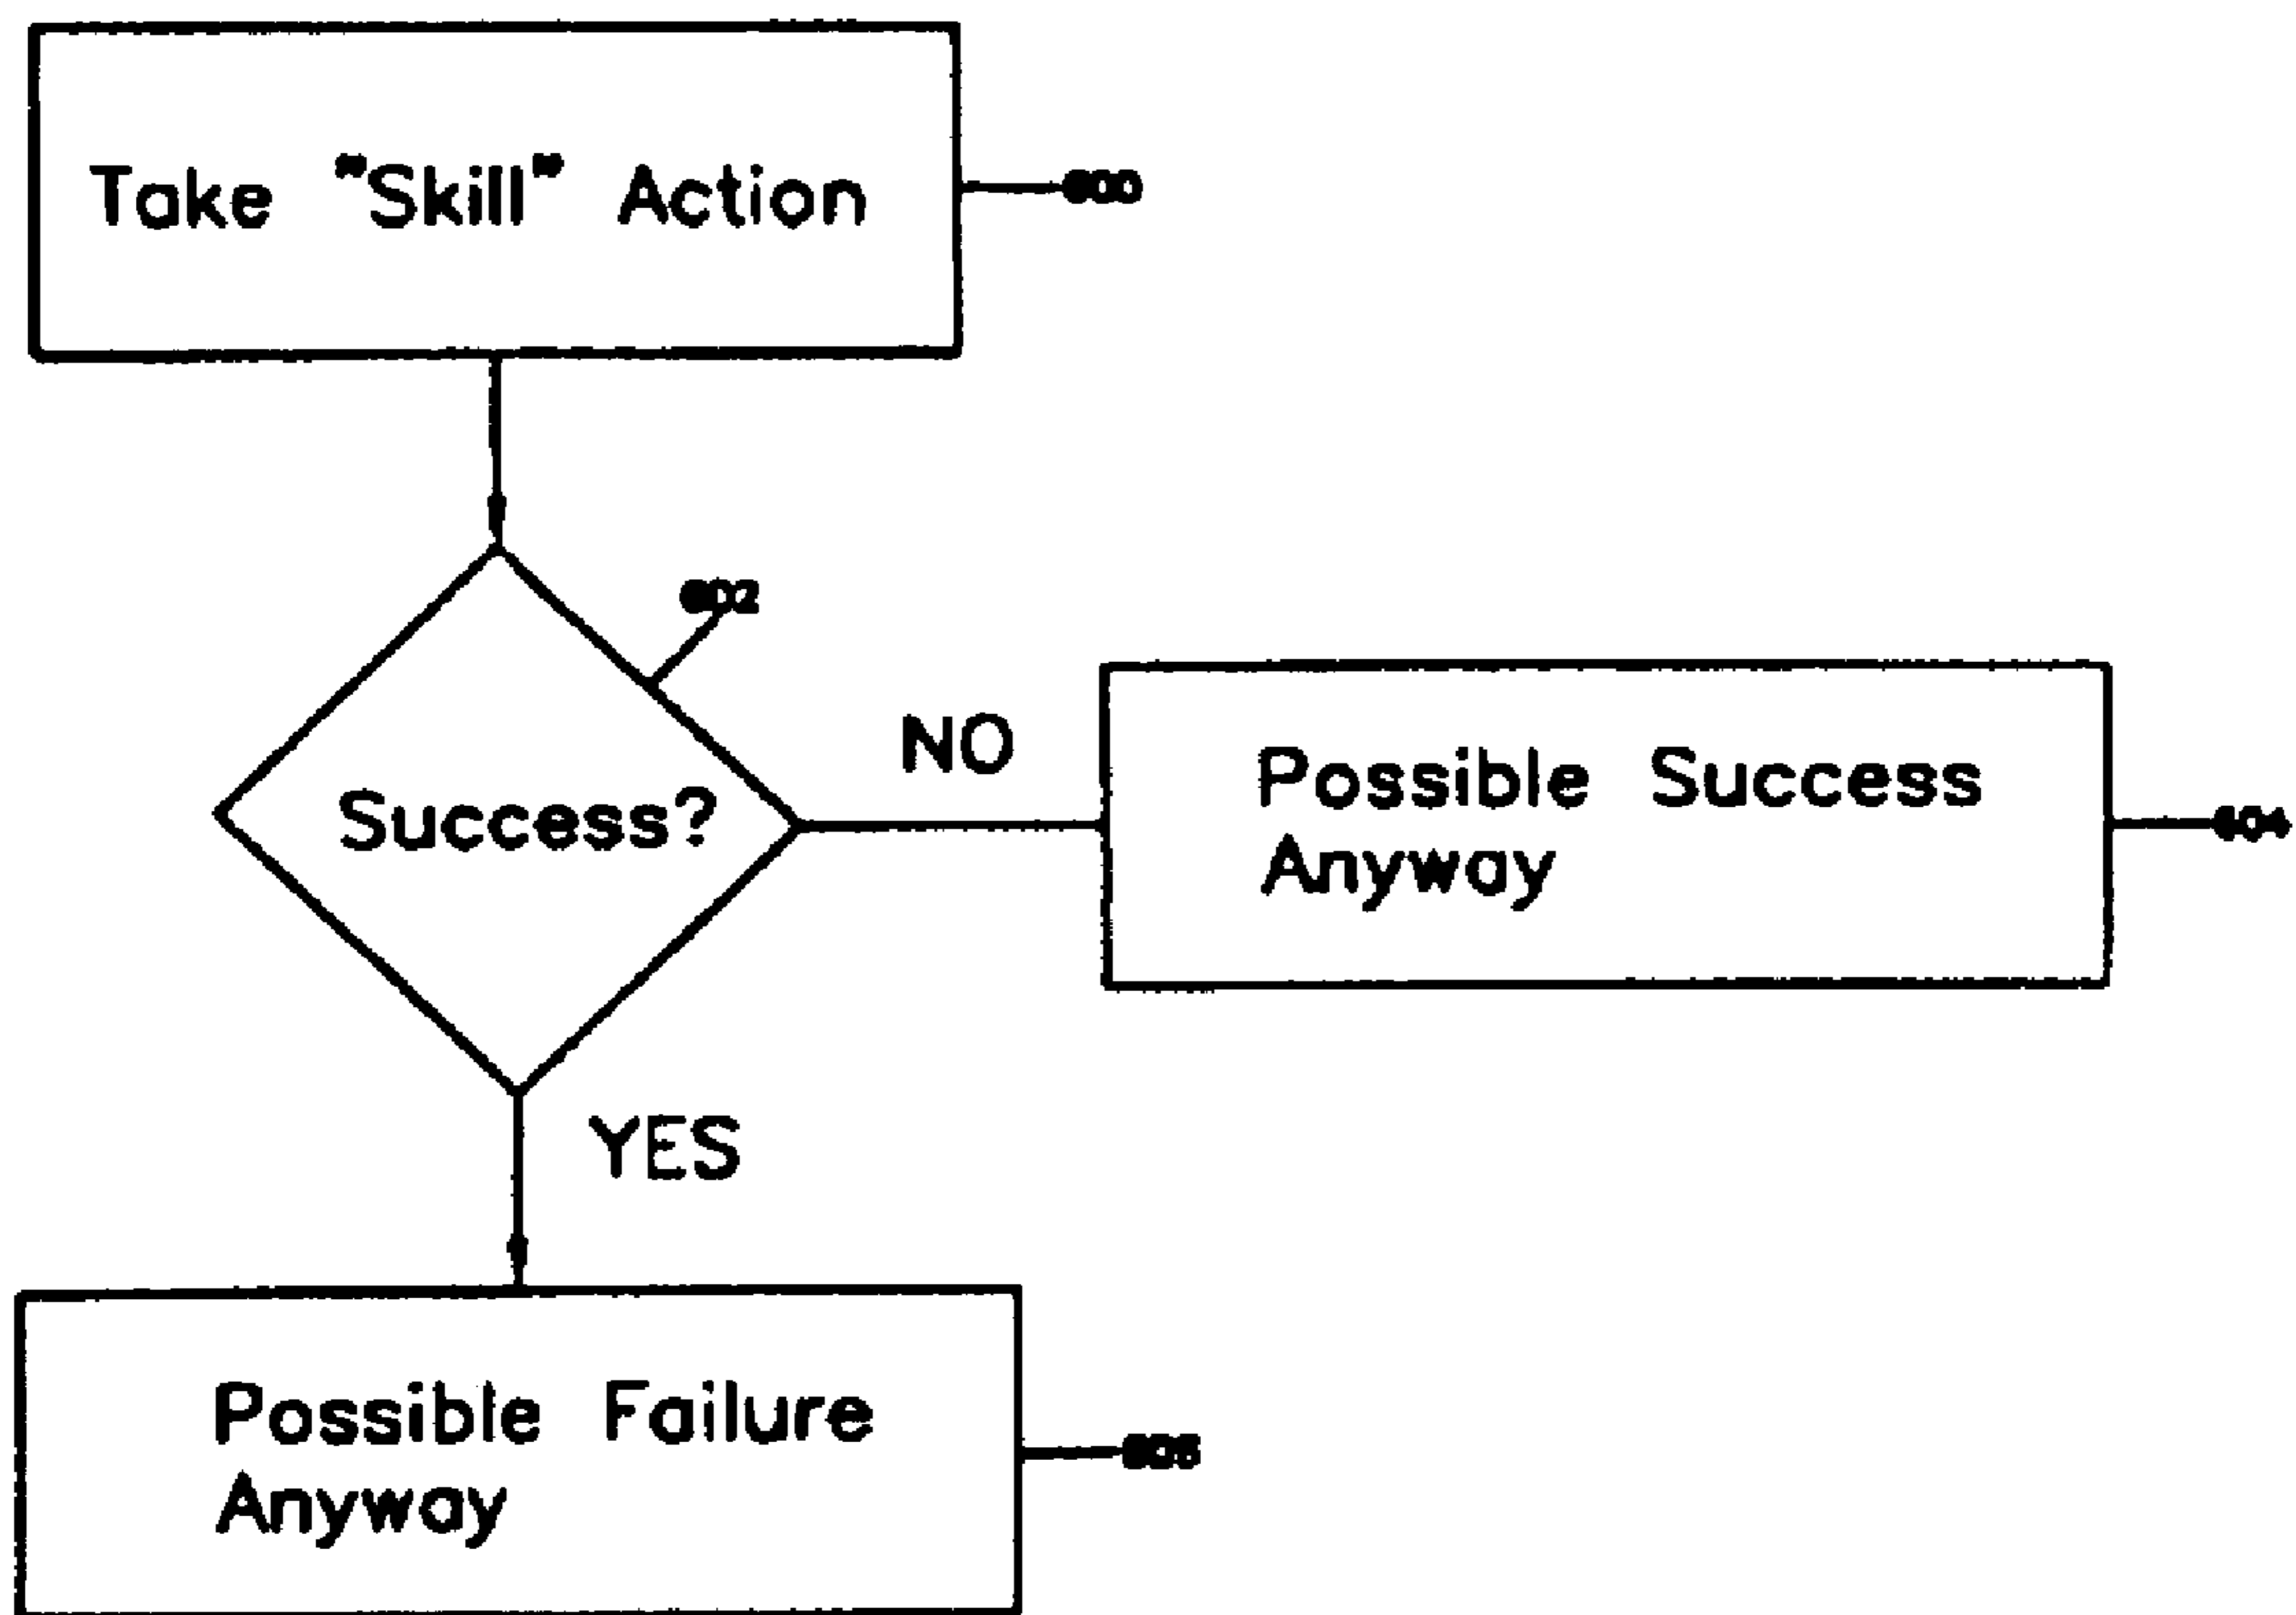 Take "Skill" Action
Success?
NO
Possible Success
Anyway
YES
Possible Failure
Anyway